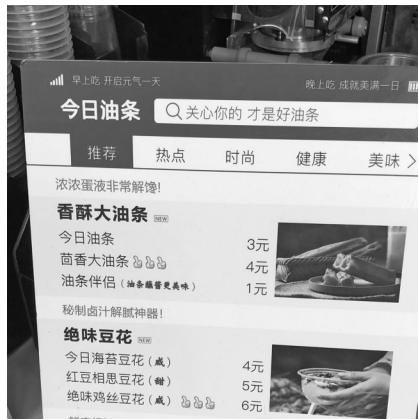 早上吃 开启元气一天
晚上吃 成就美满一日
今日油条
关心你的 才是好油条
推荐 热点 时尚 健康 美味 >
浓浓蛋液非常解馋!
香酥大油条 NEW
今日油条 3元
茴香大油条 4元
油条伴侣 (油条蘸酱更美味) 1元
秘制卤汁解腻神器!
绝味豆花 NEW
今日海苔豆花 (咸) 4元
红豆相思豆花 (甜) 5元
绝味鸡丝豆花 (咸) 6元